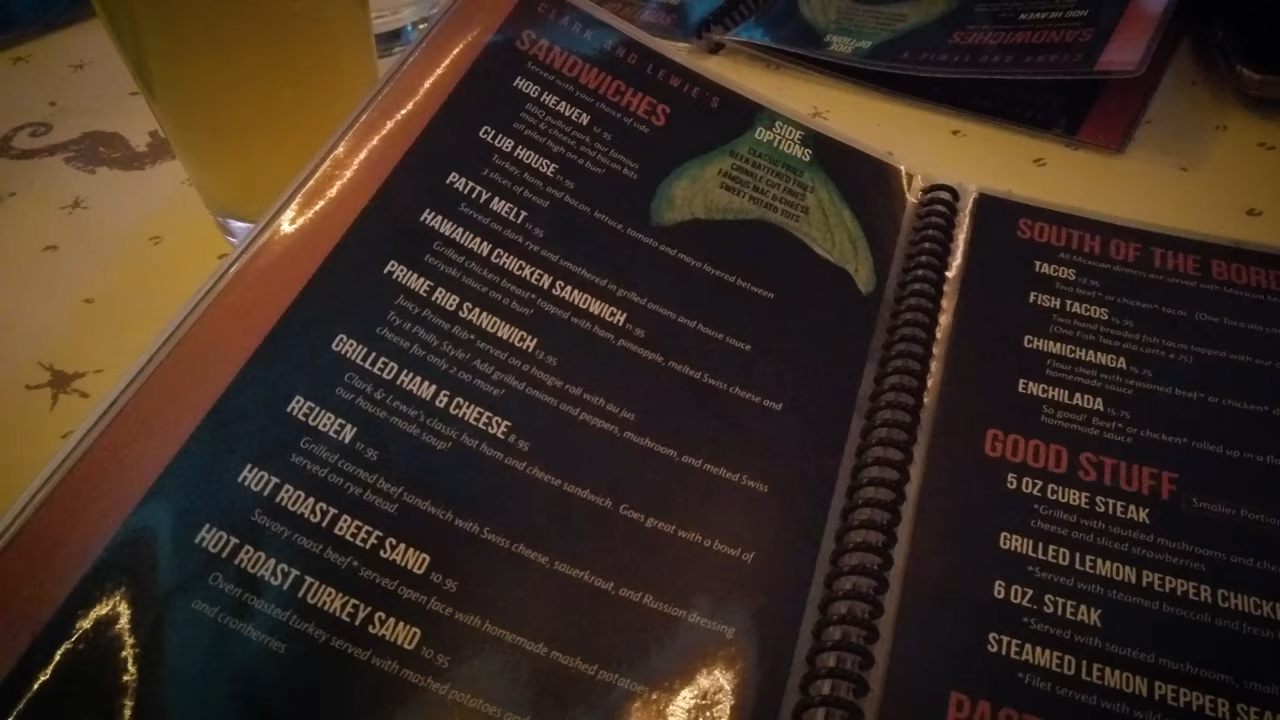 CLARK AND LEWIE'S
SANDWICHES
Served with your choice of side
HOG HEAVEN 12.95
BBQ pulled pork, our famous
mac & cheese, and bacon bits
all piled high on a bun!
CLUB HOUSE 11.95
Turkey, ham, and bacon, lettuce, tomato and mayo layered between
3 slices of bread
PATTY MELT 11.95
Served on dark rye and smothered in grilled onions and house sauce
HAWAIIAN CHICKEN SANDWICH 11.95
Grilled chicken breast* topped with ham, pineapple, melted Swiss cheese and
teriyaki sauce on a bun!
PRIME RIB SANDWICH 13.95
Juicy Prime Rib* served on a hoagie roll with au jus
Try it Philly Style! Add grilled onions and peppers, mushroom, and melted Swiss
cheese for only 2.00 more!
GRILLED HAM & CHEESE 8.95
Clark & Lewie's classic hot ham and cheese sandwich. Goes great with a bowl of
our house-made soup!
REUBEN 11.95
Grilled corned beef sandwich with Swiss cheese, sauerkraut, and Russian dressing
served on rye bread.
HOT ROAST BEEF SAND 10.95
Savory roast beef* served open face with homemade mashed potatoes
HOT ROAST TURKEY SAND 10.95
Oven roasted turkey served with mashed potatoes and
and cranberries.
SIDE
OPTIONS
CLASSIC FRIES
BEER BATTERED FRIES
CRINKLE CUT FRIES
FAMOUS MAC & CHEESE
SWEET POTATO TOTS
SOUTH OF THE BORD
All Mexican dinners are served with Mexican
TACOS 13.95
Two beef* or chicken* tacos. (One Taco ala
FISH TACOS 15.95
Two hand breaded fish tacos topped with our
(One Fish Taco ala carte 4.75)
CHIMICHANGA 15.75
Flour shell with seasoned beef* or chicken*
homemade sauce
ENCHILADA 15.75
So good! Beef* or chicken* rolled up in a flo
homemade sauce
GOOD STUFF
Smaller Portio
5 OZ CUBE STEAK
*Grilled with sautéed mushrooms and
cheese and sliced strawberries.
GRILLED LEMON PEPPER CHICK
*Served with steamed broccoli and fresh
6 OZ. STEAK
*Served with sautéed mushrooms, small
STEAMED LEMON PEPPER SEA
*Filet served with wild
SIDE
OPTIONS
HOG HEAVEN
SANDWICHES
CLARK AND LEWIE'S
SANDWICHES